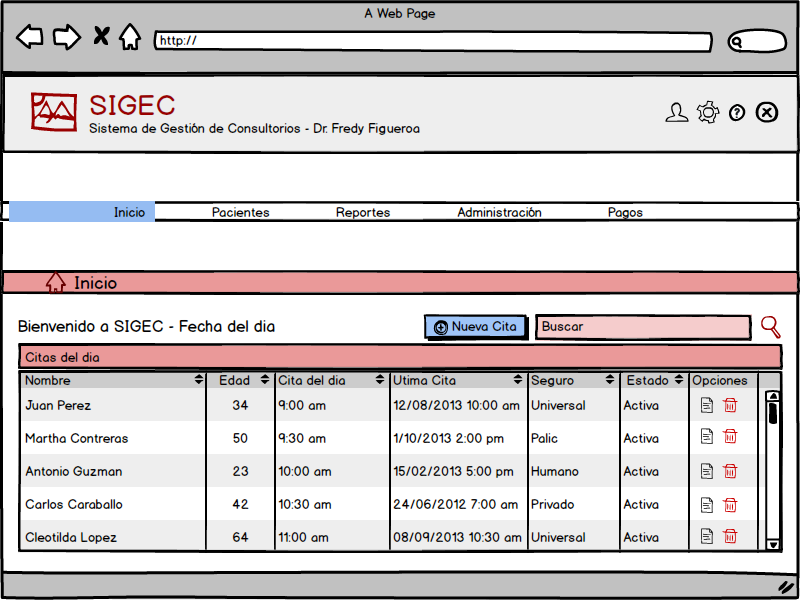 A Web Page
http://
SIGEC
Sistema de Gestión de Consultorios - Dr. Fredy Figueroa
?
Inicio Pacientes Reportes Administración Pagos
Inicio
Bienvenido a SIGEC - Fecha del dia
Nueva Cita
Buscar
Citas del dia
Nombre Edad Cita del dia Utima Cita Seguro Estado Opciones
Juan Perez 34 9:00 am 12/08/2013 10:00 am Universal Activa
Martha Contreras 50 9:30 am 1/10/2013 2:00 pm Palic Activa
Antonio Guzman 23 10:00 am 15/02/2013 5:00 pm Humano Activa
Carlos Caraballo 42 10:30 am 24/06/2012 7:00 am Privado Activa
Cleotilda Lopez 64 11:00 am 08/09/2013 10:30 am Universal Activa